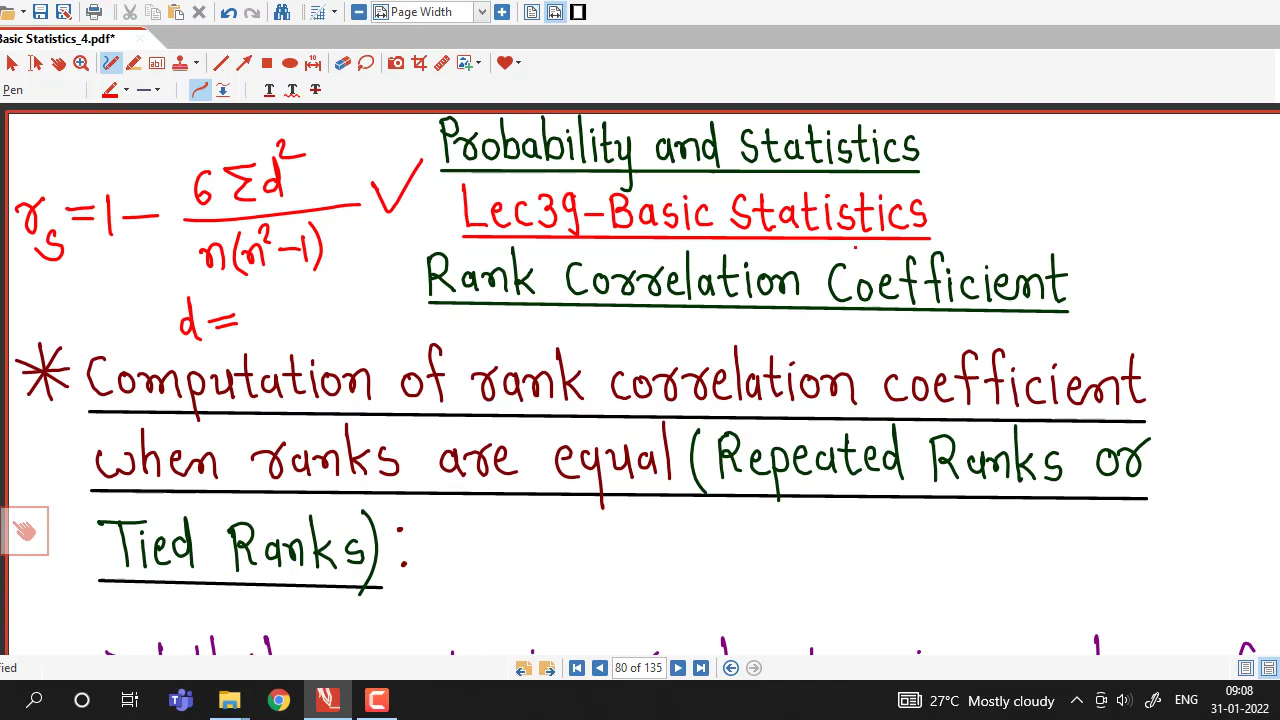 Page Width
Basic Statistics_4.pdf*
Pen
Probability and Statistics
Lec39-Basic Statistics
Rank Correlation Coefficient
r_s = 1 - 6 Σd² / n(n²-1) ✓
d =
* Computation of rank correlation coefficient
when ranks are equal (Repeated Ranks or
Tied Ranks) :
80 of 135
27°C Mostly cloudy
ENG
09:08
31-01-2022